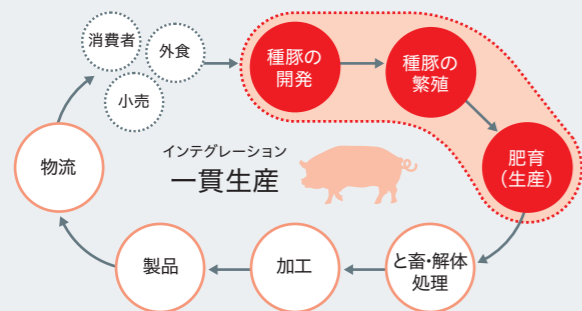 消費者
外食
小売
種豚の
開発
種豚の
繁殖
肥育
（生産）
と畜・解体
処理
加工
製品
物流
インテグレーション
一貫生産